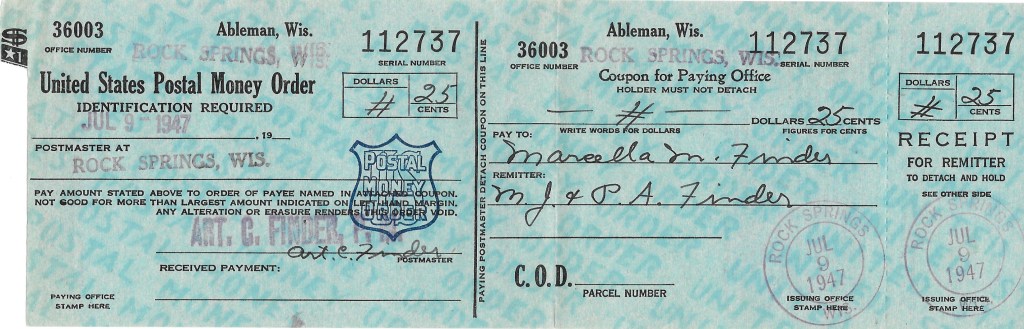 36003
OFFICE NUMBER
Ableman, Wis.
ROCK SPRINGS, WIS.
112737
SERIAL NUMBER
United States Postal Money Order
IDENTIFICATION REQUIRED
DOLLARS
#
25
CENTS
JUL 9 - 1947
, 19
POSTMASTER AT
ROCK SPRINGS, WIS.
POSTAL
MONEY
ORDER
PAY AMOUNT STATED ABOVE TO ORDER OF PAYEE NAMED IN ATTACHED COUPON.
NOT GOOD FOR MORE THAN LARGEST AMOUNT INDICATED ON LEFT-HAND MARGIN.
ANY ALTERATION OR ERASURE RENDERS THIS ORDER VOID.
ART. C. FINDER,
Art. C. Finder
POSTMASTER
RECEIVED PAYMENT:
PAYING OFFICE
STAMP HERE
PAYING POSTMASTER DETACH COUPON ON THIS LINE
36003
OFFICE NUMBER
Ableman, Wis.
ROCK SPRINGS, WIS.
112737
SERIAL NUMBER
Coupon for Paying Office
HOLDER MUST NOT DETACH
— # —
DOLLARS 25 CENTS
WRITE WORDS FOR DOLLARS
FIGURES FOR CENTS
PAY TO:
Marcella M. Finder
REMITTER:
M. J. & P. A. Finder
C.O.D.
PARCEL NUMBER
ROCK SPRINGS
JUL
9
1947
WIS.
ISSUING OFFICE
STAMP HERE
112737
DOLLARS
#
25
CENTS
RECEIPT
FOR REMITTER
TO DETACH AND HOLD
SEE OTHER SIDE
ROCK SPRINGS
JUL
9
1947
ISSUING OFFICE
STAMP HERE